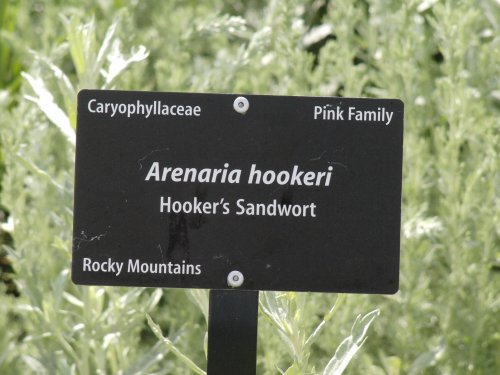 Caryophyllaceae Pink Family
Arenaria hookeri
Hooker's Sandwort
Rocky Mountains